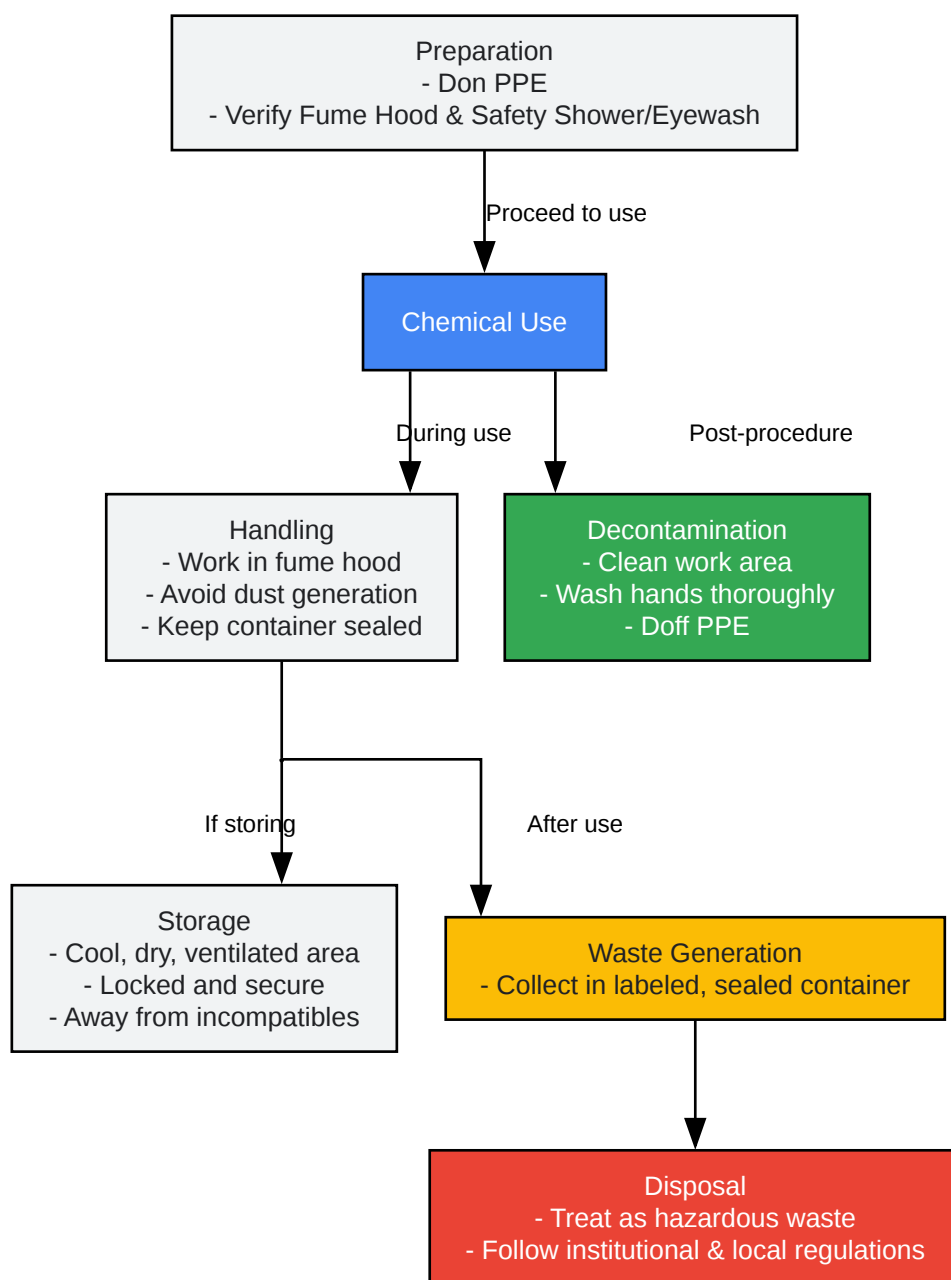 Preparation
- Don PPE
- Verify Fume Hood & Safety Shower/Eyewash
Proceed to use
Chemical Use
During use
Post-procedure
Handling
- Work in fume hood
- Avoid dust generation
- Keep container sealed
Decontamination
- Clean work area
- Wash hands thoroughly
- Doff PPE
If storing
After use
Storage
- Cool, dry, ventilated area
- Locked and secure
- Away from incompatibles
Waste Generation
- Collect in labeled, sealed container
Disposal
- Treat as hazardous waste
- Follow institutional & local regulations